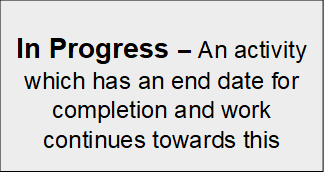 In Progress – An activity
which has an end date for
completion and work
continues towards this